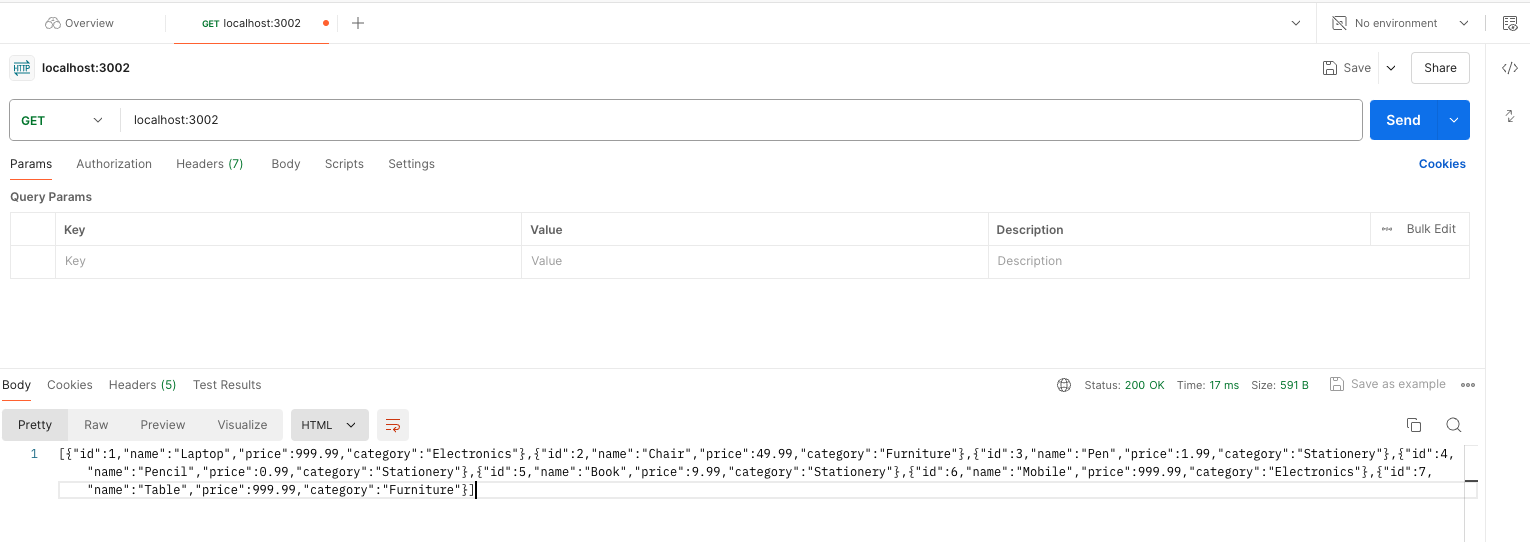 Overview
GET localhost:3002
No environment
HTTP localhost:3002
Save
Share
GET
localhost:3002
Send
Params
Authorization
Headers (7)
Body
Scripts
Settings
Cookies
Query Params
Key
Value
Description
Bulk Edit
Key
Value
Description
Body
Cookies
Headers (5)
Test Results
Status: 200 OK
Time: 17 ms
Size: 591 B
Save as example
Pretty
Raw
Preview
Visualize
HTML
1
[{"id":1,"name":"Laptop","price":999.99,"category":"Electronics"},{"id":2,"name":"Chair","price":49.99,"category":"Furniture"},{"id":3,"name":"Pen","price":1.99,"category":"Stationery"},{"id":4,
"name":"Pencil","price":0.99,"category":"Stationery"},{"id":5,"name":"Book","price":9.99,"category":"Stationery"},{"id":6,"name":"Mobile","price":999.99,"category":"Electronics"},{"id":7,
"name":"Table","price":999.99,"category":"Furniture"}]